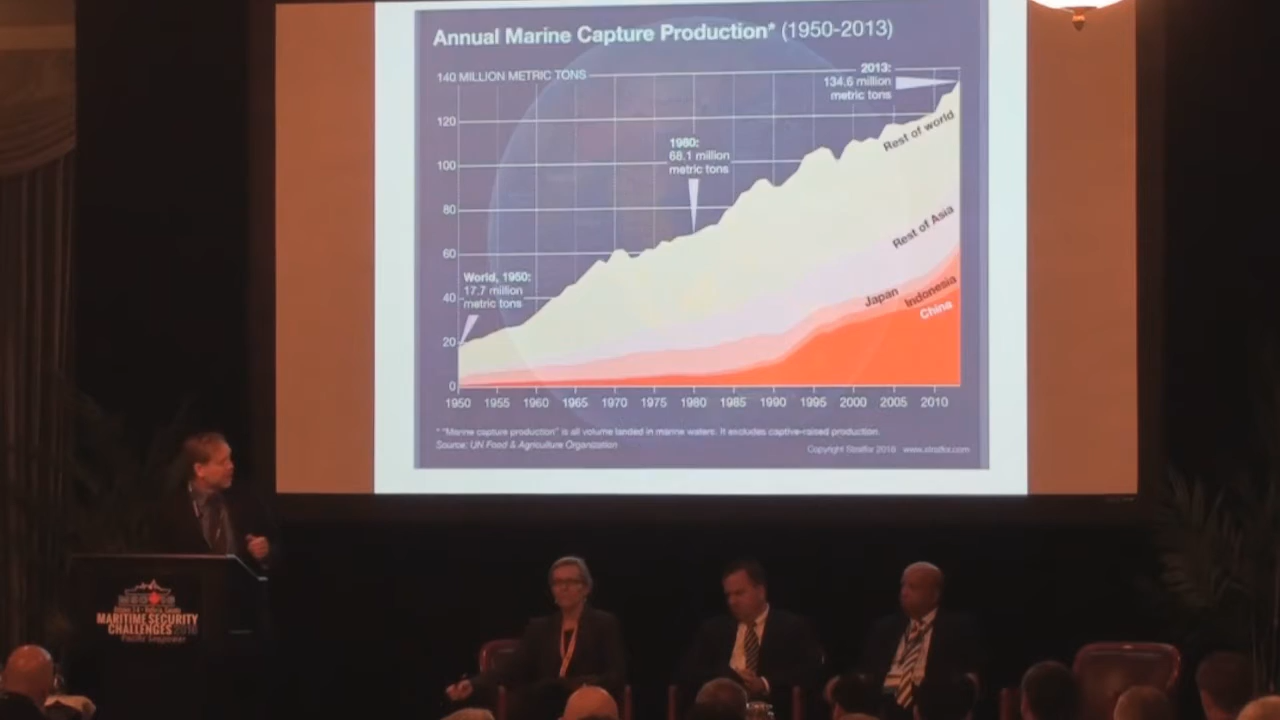 Annual Marine Capture Production* (1950-2013)
140 MILLION METRIC TONS
2013:
134.6 million
metric tons
120
Rest of world
1980:
68.1 million
metric tons
100
80
Rest of Asia
60
World, 1950:
17.7 million
metric tons
40
Japan
Indonesia
China
20
0
1950 1955 1960 1965 1970 1975 1980 1985 1990 1995 2000 2005 2010
* "Marine capture production" is all volume landed in marine waters. It excludes captive-raised production.
Source: UN Food & Agriculture Organization
Copyright Stratfor 2016 www.stratfor.com
MARITIME SECURITY
CHALLENGES 2016
Pacific Seapower